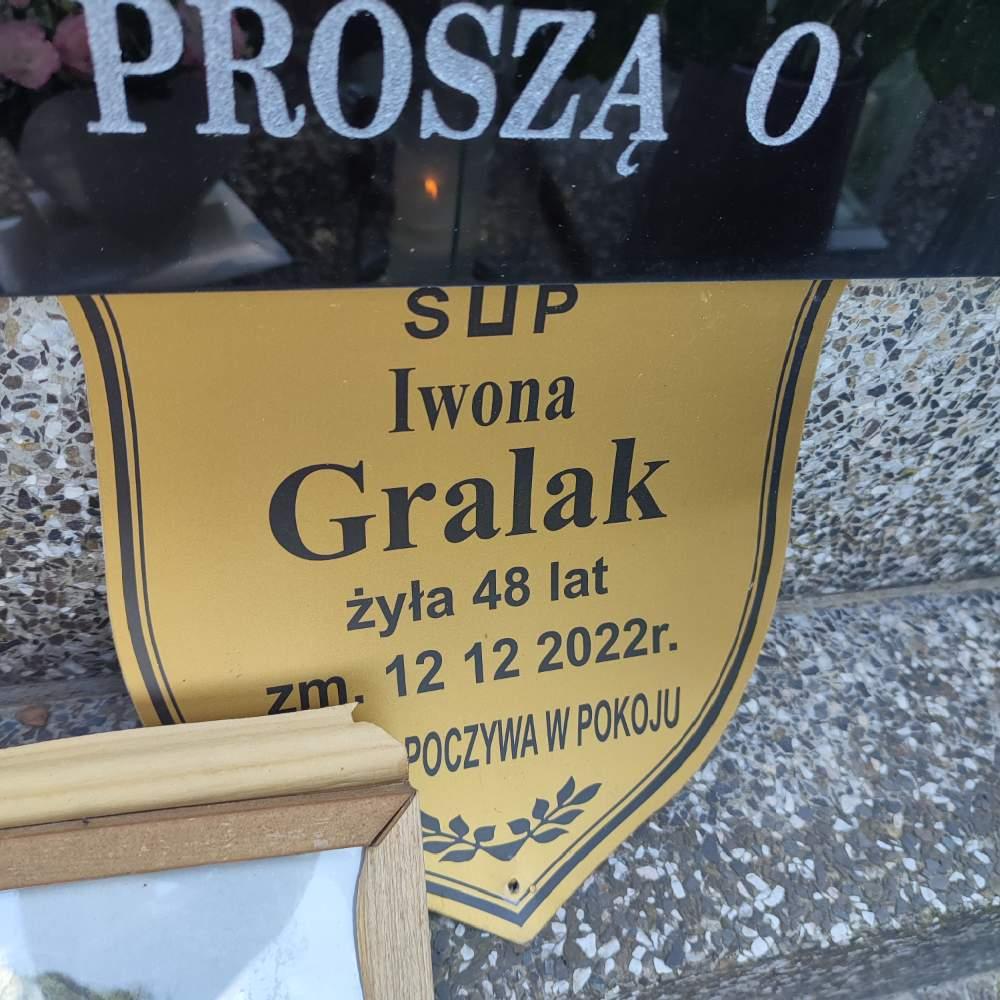 PROSZĄ O
S P
Iwona
Gralak
żyła 48 lat
zm. 12 12 2022r.
POCZYWA W POKOJU